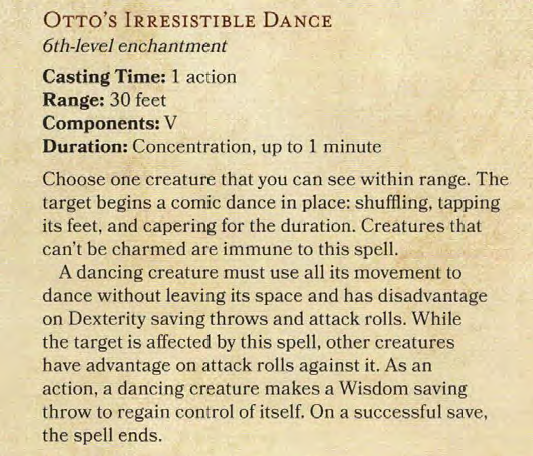 OTTO'S IRRESISTIBLE DANCE
6th-level enchantment
Casting Time: 1 action
Range: 30 feet
Components: V
Duration: Concentration, up to 1 minute
Choose one creature that you can see within range. The
target begins a comic dance in place: shuffling, tapping
its feet, and capering for the duration. Creatures that
can't be charmed are immune to this spell.
A dancing creature must use all its movement to
dance without leaving its space and has disadvantage
on Dexterity saving throws and attack rolls. While
the target is affected by this spell, other creatures
have advantage on attack rolls against it. As an
action, a dancing creature makes a Wisdom saving
throw to regain control of itself. On a successful save,
the spell ends.